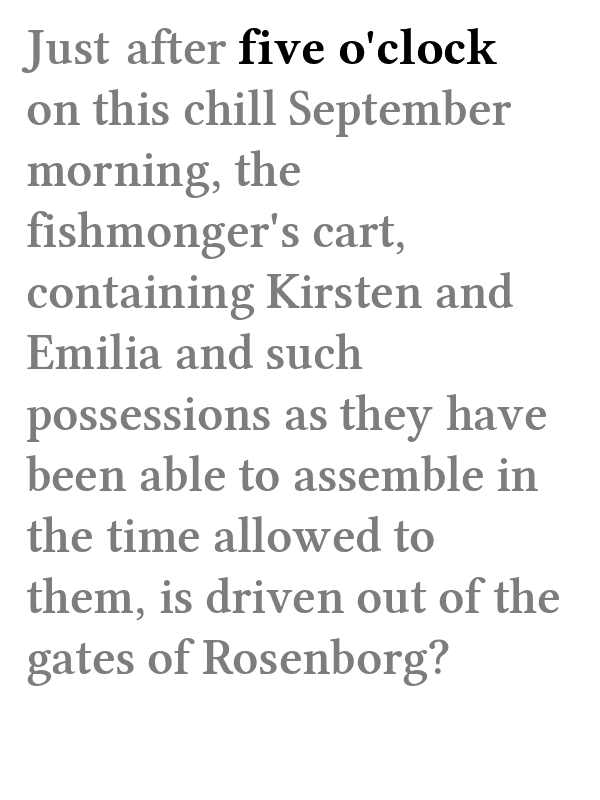 Just after five o'clock
on this chill September
morning, the
fishmonger's cart,
containing Kirsten and
Emilia and such
possessions as they have
been able to assemble in
the time allowed to
them, is driven out of the
gates of Rosenborg?